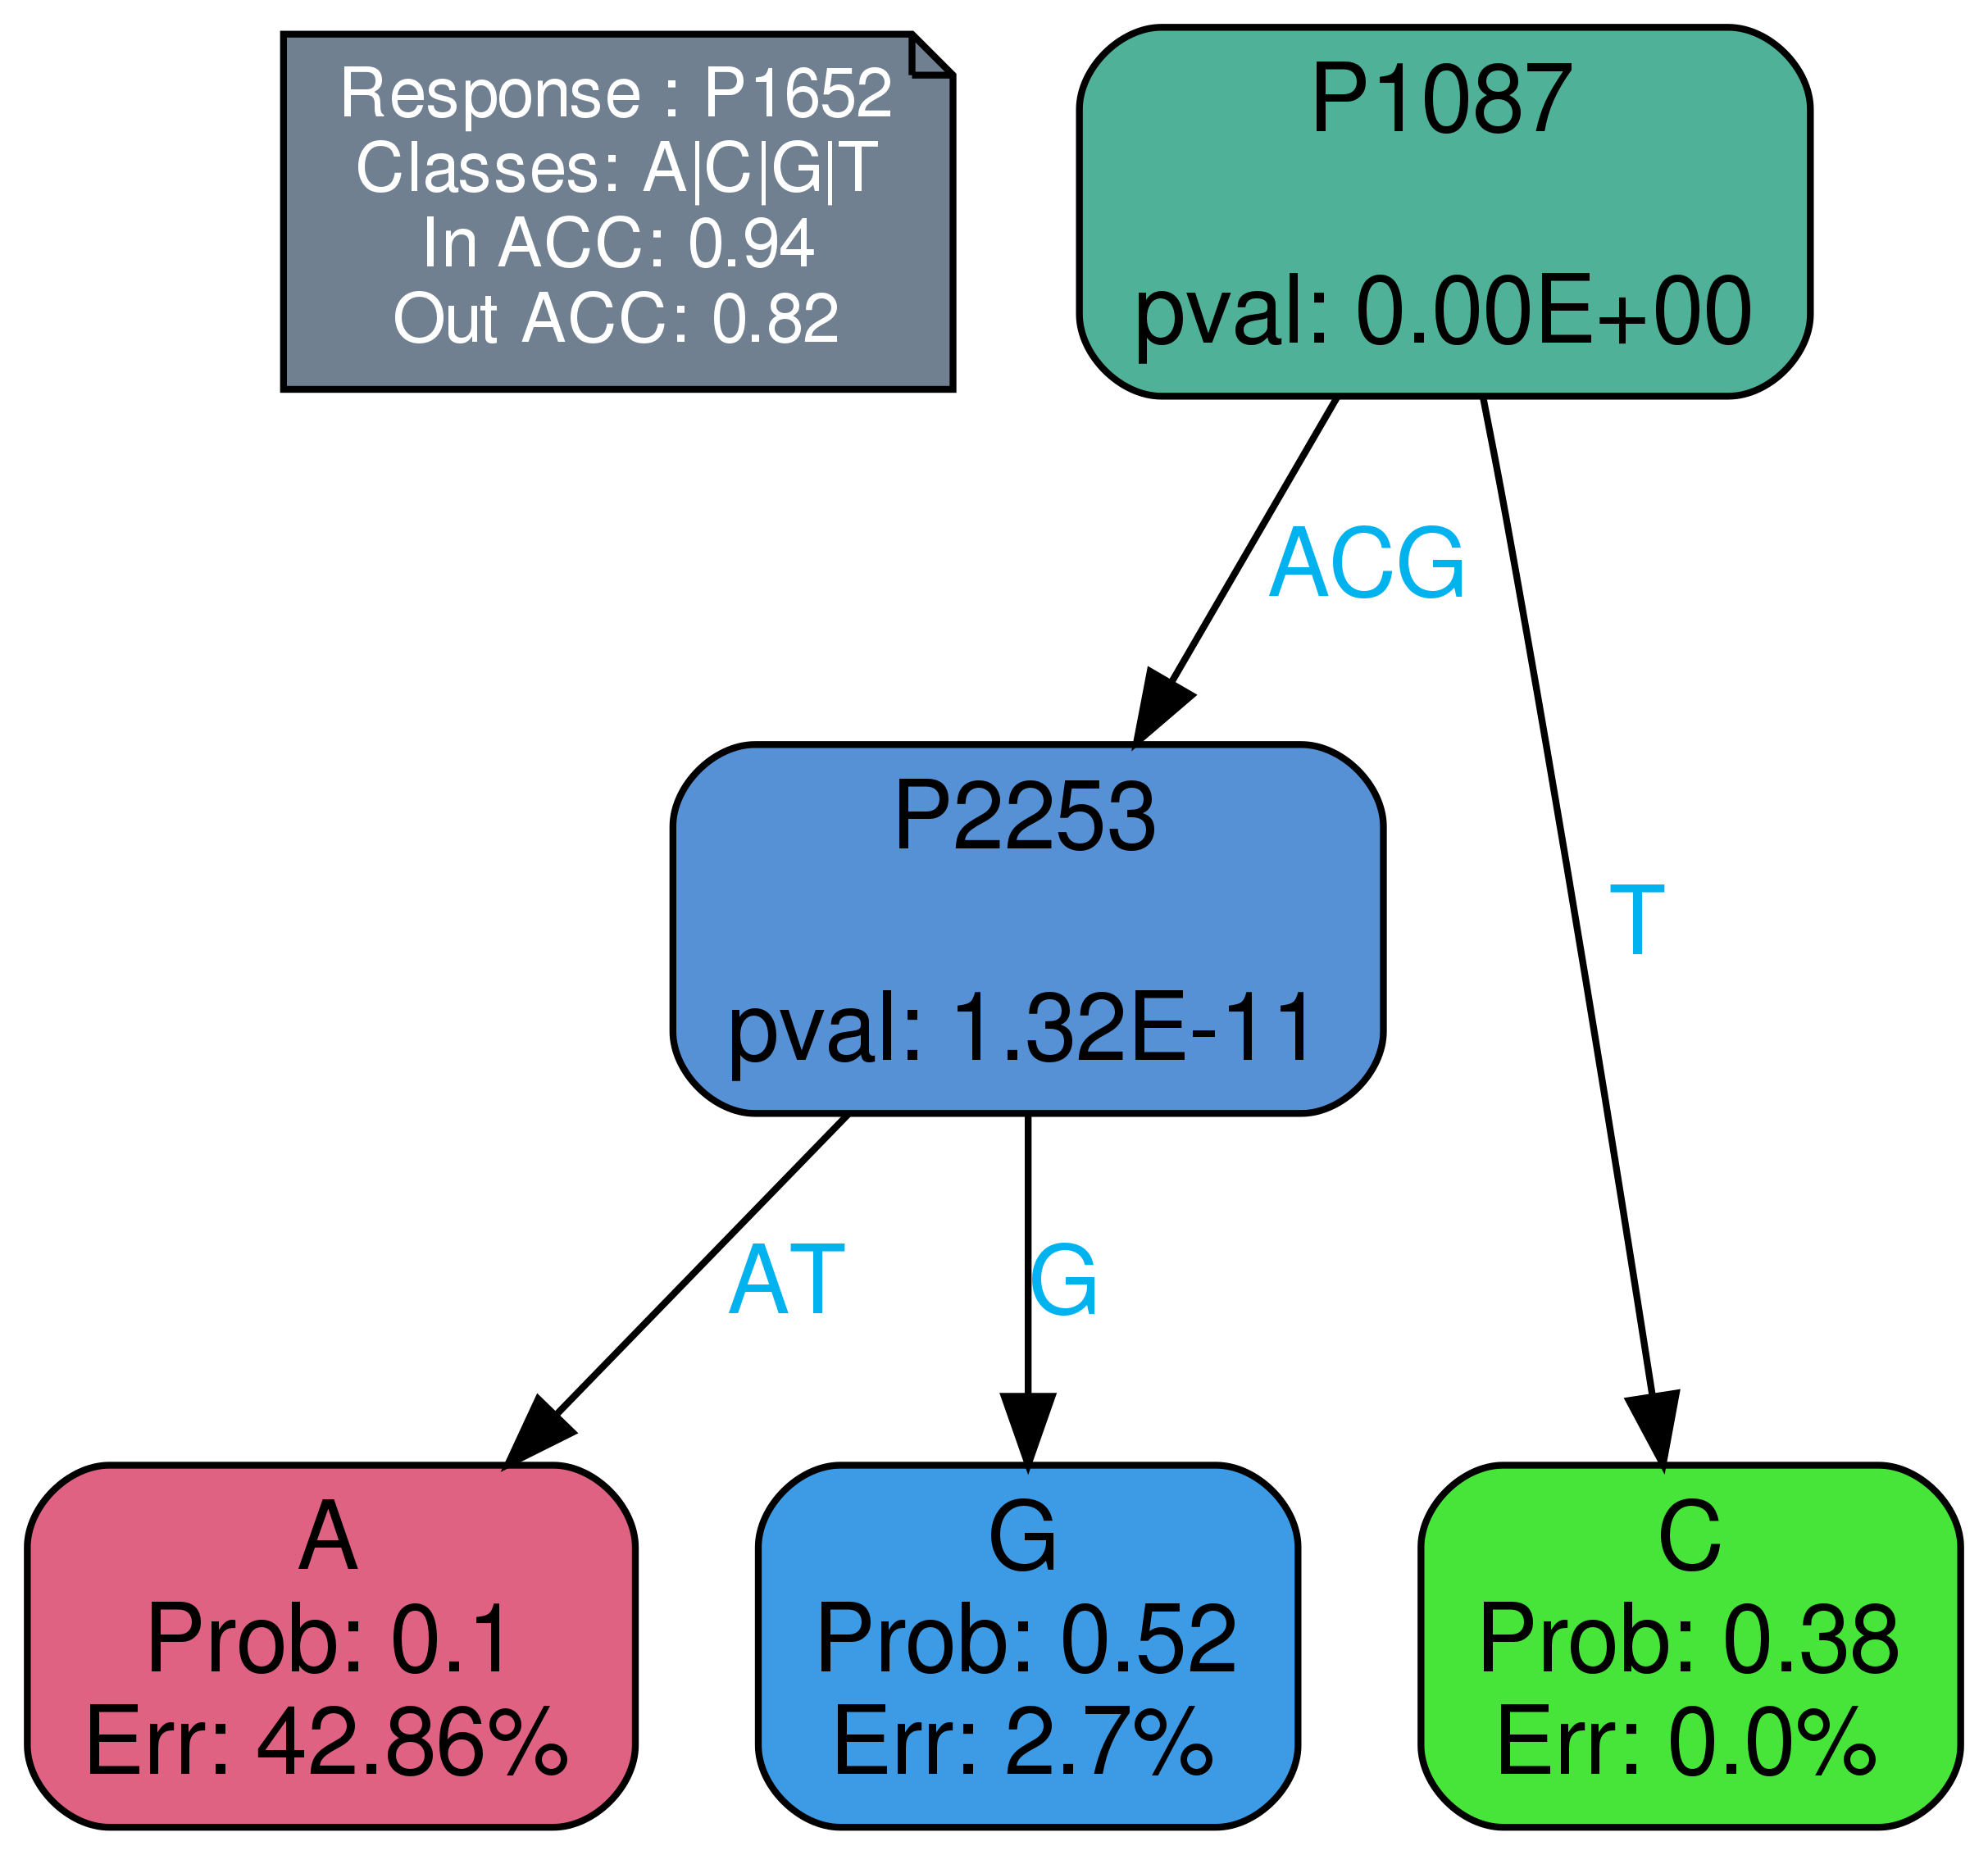 Response : P1652
Classes: A|C|G|T
In ACC: 0.94
Out ACC: 0.82
P1087
pval: 0.00E+00
ACG
T
P2253
pval: 1.32E-11
AT
G
A
Prob: 0.1
Err: 42.86%
G
Prob: 0.52
Err: 2.7%
C
Prob: 0.38
Err: 0.0%